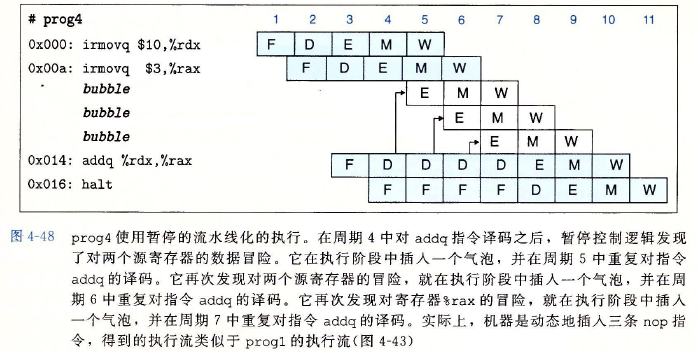 # prog4 1 2 3 4 5 6 7 8 9 10 11
0x000: irmovq $10,%rdx F D E M W
0x00a: irmovq $3,%rax F D E M W
bubble E M W
bubble E M W
bubble E M W
0x014: addq %rdx,%rax F D D D D E M W
0x016: halt F F F F D E M W
图 4-48 prog4 使用暂停的流水线化的执行。在周期 4 中对 addq 指令译码之后，暂停控制逻辑发现
了对两个源寄存器的数据冒险。它在执行阶段中插入一个气泡，并在周期 5 中重复对指令
addq 的译码。它再次发现对两个源寄存器的冒险，就在执行阶段中插入一个气泡，并在周
期 6 中重复对指令 addq 的译码。它再次发现对寄存器%rax 的冒险，就在执行阶段中插入
一个气泡，并在周期 7 中重复对指令 addq 的译码。实际上，机器是动态地插入三条 nop 指
令，得到的执行流类似于 prog1 的执行流(图 4-43)